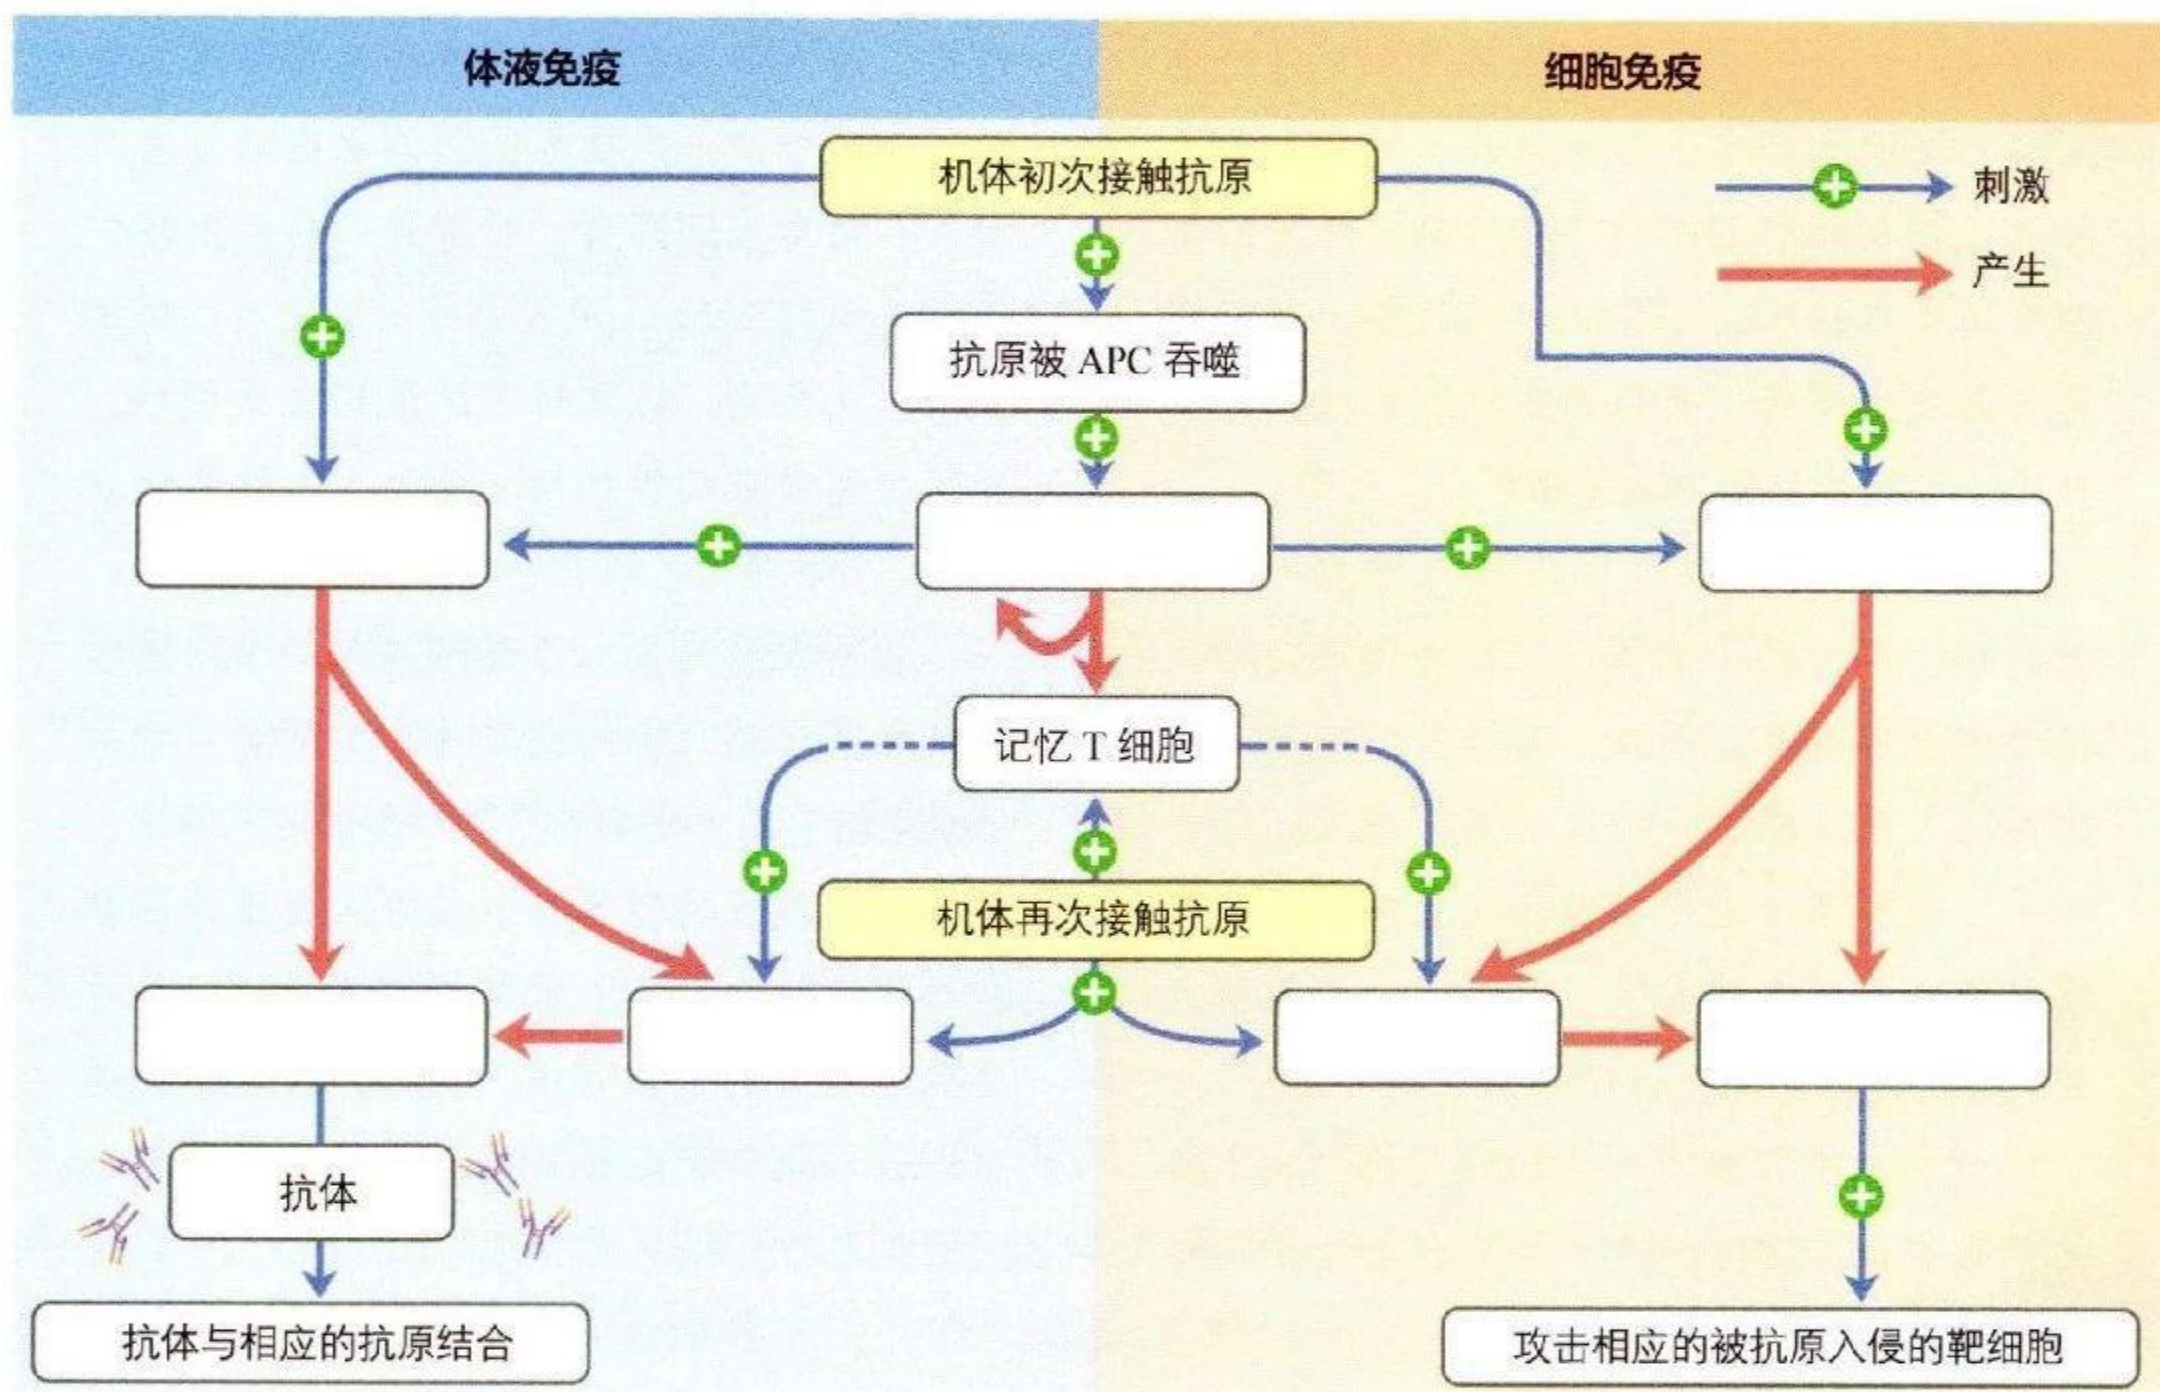 体液免疫
细胞免疫
机体初次接触抗原
刺激
产生
抗原被 APC 吞噬
记忆 T 细胞
机体再次接触抗原
抗体
抗体与相应的抗原结合
攻击相应的被抗原入侵的靶细胞